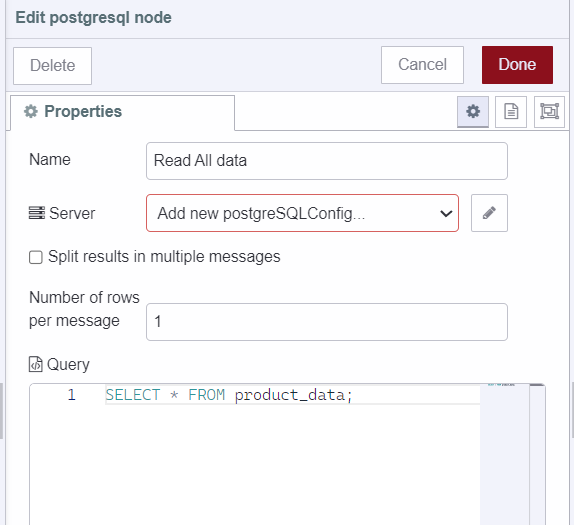 Edit postgresql node
Delete
Cancel
Done
Properties
Name
Read All data
Server
Add new postgreSQLConfig...
Split results in multiple messages
Number of rows
per message
1
Query
1 SELECT * FROM product_data;